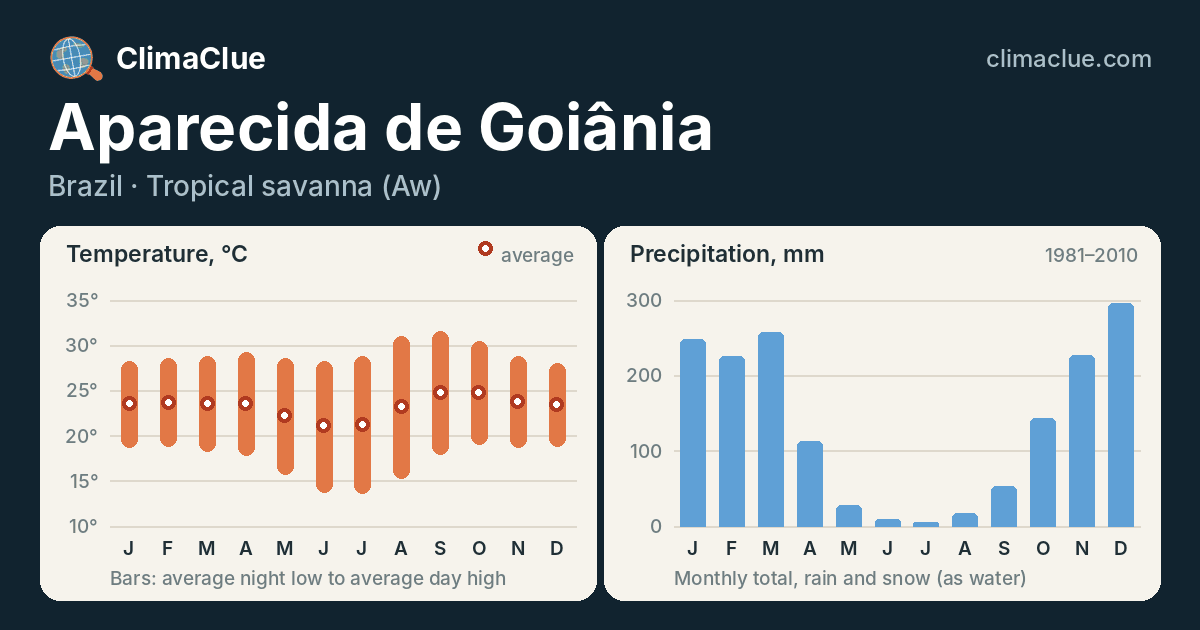 ClimaClue
climaclue.com
Aparecida de Goiânia
Brazil · Tropical savanna (Aw)
Temperature, °C
average
35°
30°
25°
20°
15°
10°
J F M A M J J A S O N D
Bars: average night low to average day high
Precipitation, mm
1981–2010
300
200
100
0
J F M A M J J A S O N D
Monthly total, rain and snow (as water)